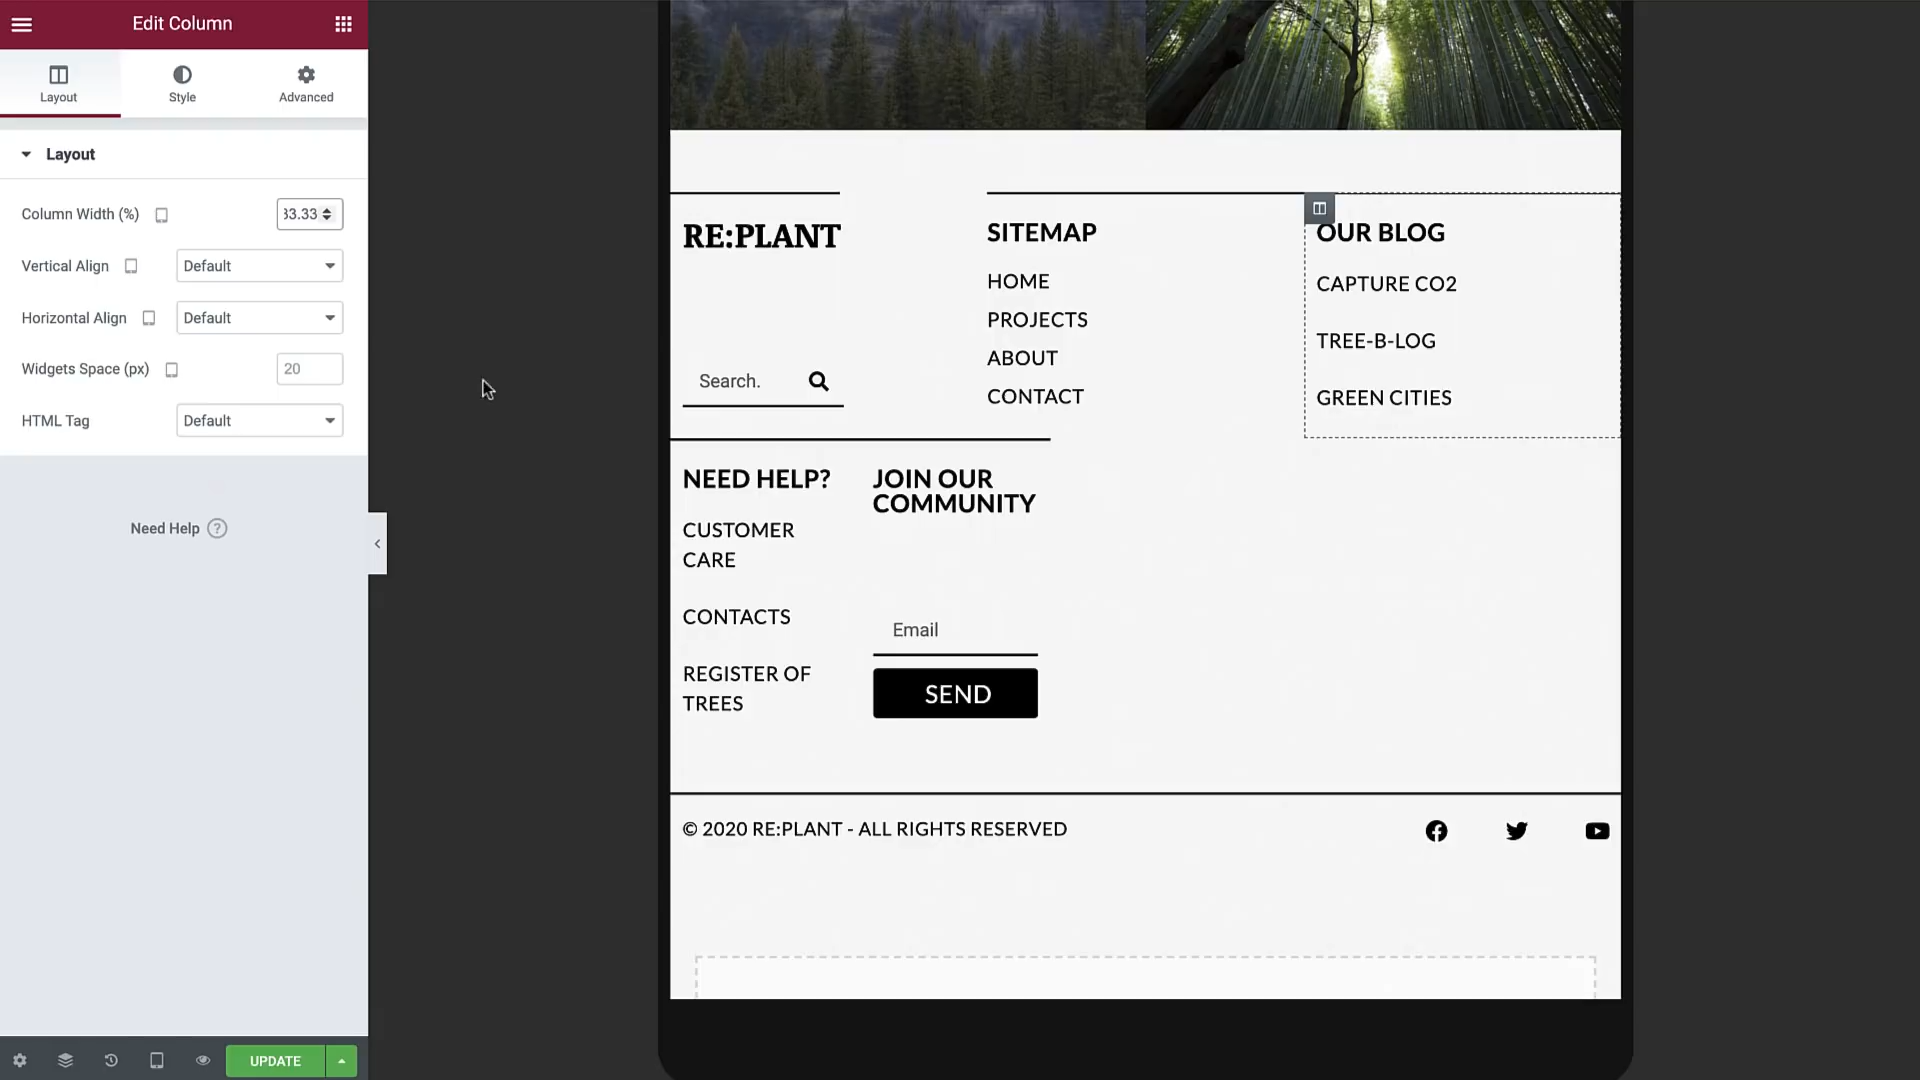 Edit Column
Layout
Style
Advanced
Layout
Column Width (%)
33.33
Vertical Align
Default
Horizontal Align
Default
Widgets Space (px)
20
HTML Tag
Default
Need Help ?
UPDATE
RE:PLANT
Search.
SITEMAP
HOME
PROJECTS
ABOUT
CONTACT
OUR BLOG
CAPTURE CO2
TREE-B-LOG
GREEN CITIES
NEED HELP?
CUSTOMER
CARE
CONTACTS
REGISTER OF
TREES
JOIN OUR
COMMUNITY
Email
SEND
© 2020 RE:PLANT - ALL RIGHTS RESERVED